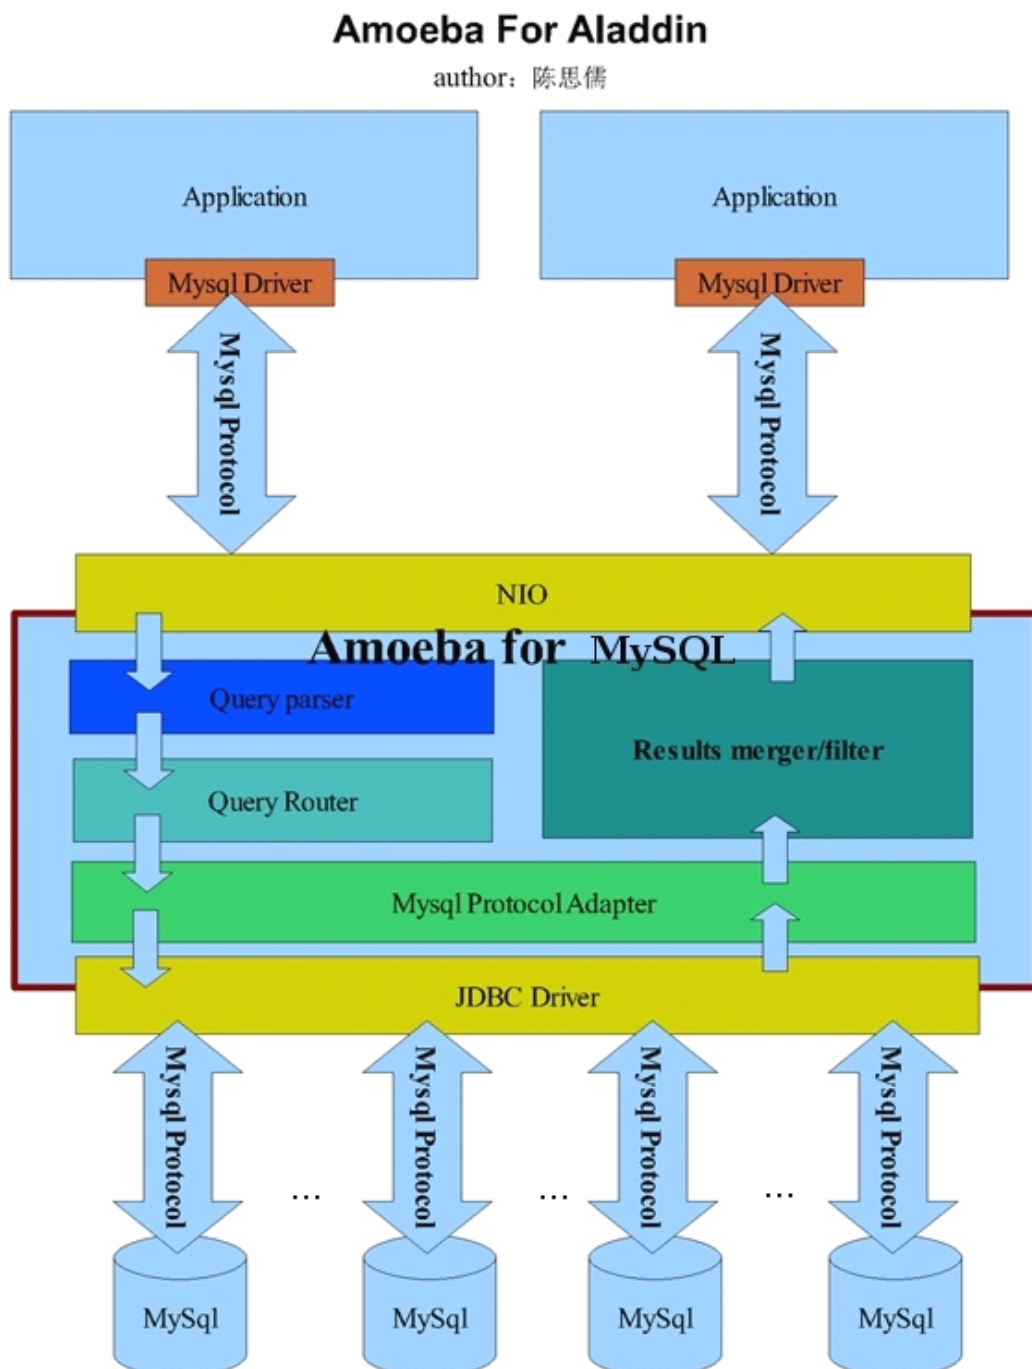 Amoeba For Aladdin
author：陈思儒
Application
Application
Mysql Driver
Mysql Driver
Mysql Protocol
Mysql Protocol
NIO
Amoeba for MySQL
Query parser
Results merger/filter
Query Router
Mysql Protocol Adapter
JDBC Driver
Mysql Protocol
Mysql Protocol
Mysql Protocol
Mysql Protocol
...
...
...
MySql
MySql
MySql
MySql